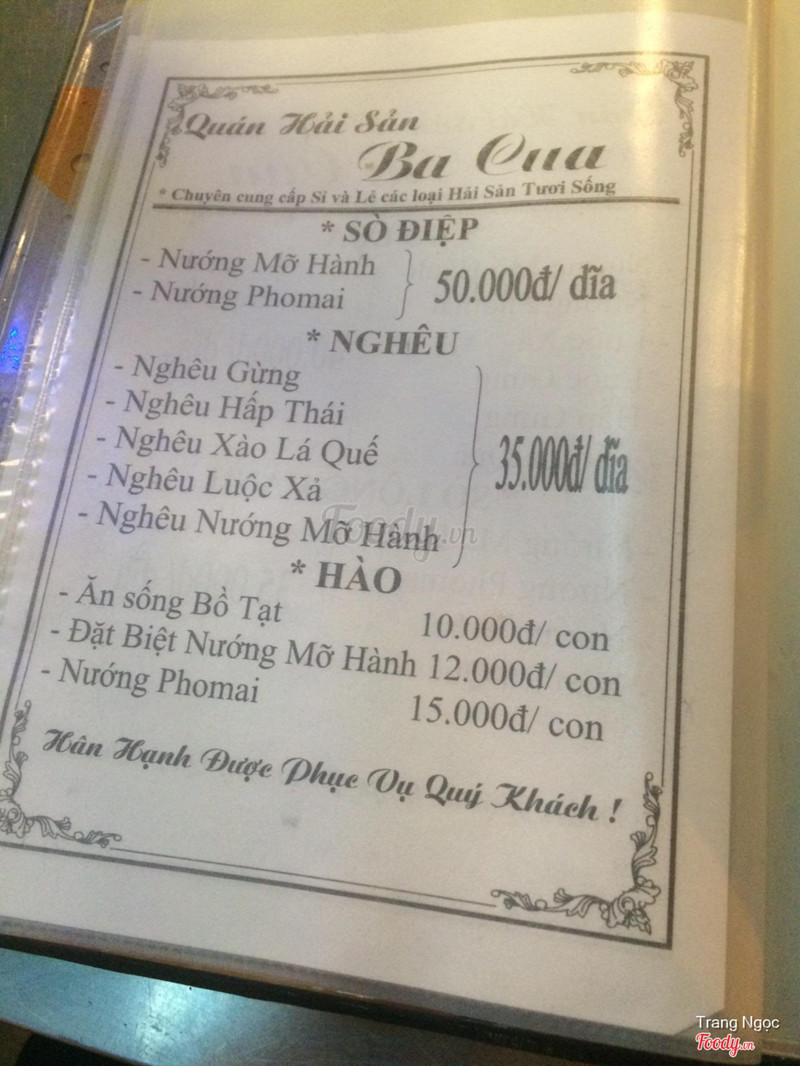 Quán Hải Sản
Ba Cua
* Chuyên cung cấp Sỉ và Lẻ các loại Hải Sản Tươi Sống
* SÒ ĐIỆP
- Nướng Mỡ Hành
- Nướng Phomai
50.000đ/ dĩa
* NGHÊU
- Nghêu Gừng
- Nghêu Hấp Thái
- Nghêu Xào Lá Quế
- Nghêu Luộc Xả
- Nghêu Nướng Mỡ Hành
35.000đ/ dĩa
* HÀO
- Ăn sống Bồ Tạt 10.000đ/ con
- Đặt Biệt Nướng Mỡ Hành 12.000đ/ con
- Nướng Phomai 15.000đ/ con
Hân Hạnh Được Phục Vụ Quý Khách !
Foody.vn
Trang Ngọc
Foody.vn